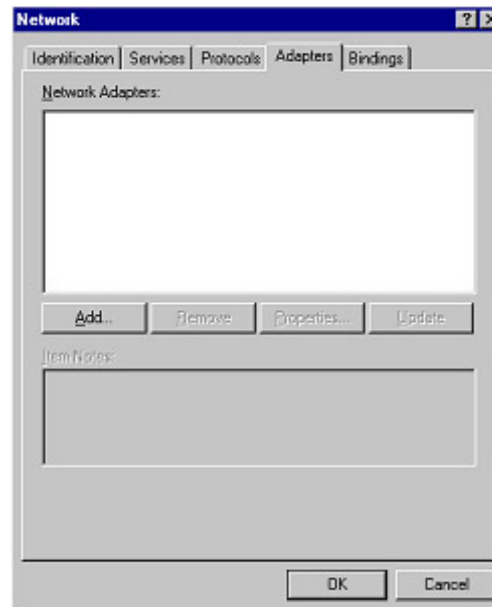 Network
Identification Services Protocols Adapters Bindings
Network Adapters:
Add... Remove Properties... Update
Item Notes:
OK Cancel